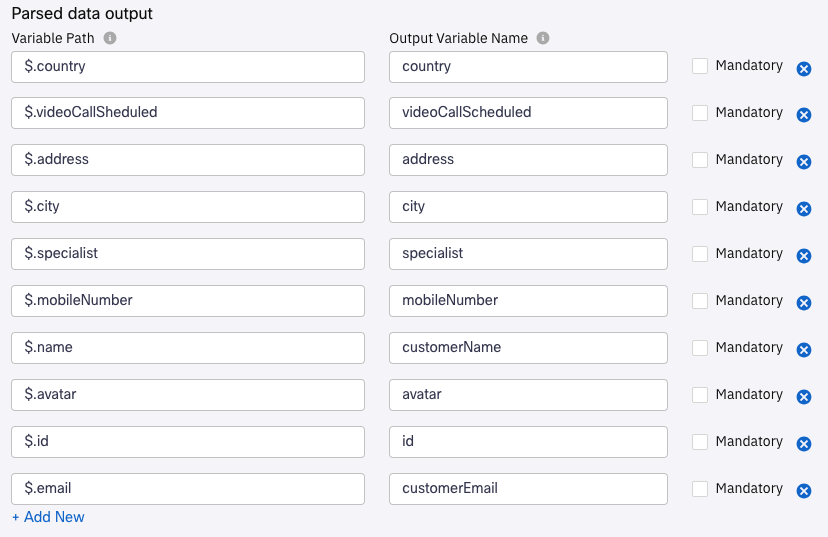 Parsed data output
Variable Path Output Variable Name
$.country country Mandatory
$.videoCallSheduled videoCallScheduled Mandatory
$.address address Mandatory
$.city city Mandatory
$.specialist specialist Mandatory
$.mobileNumber mobileNumber Mandatory
$.name customerName Mandatory
$.avatar avatar Mandatory
$.id id Mandatory
$.email customerEmail Mandatory
+ Add New